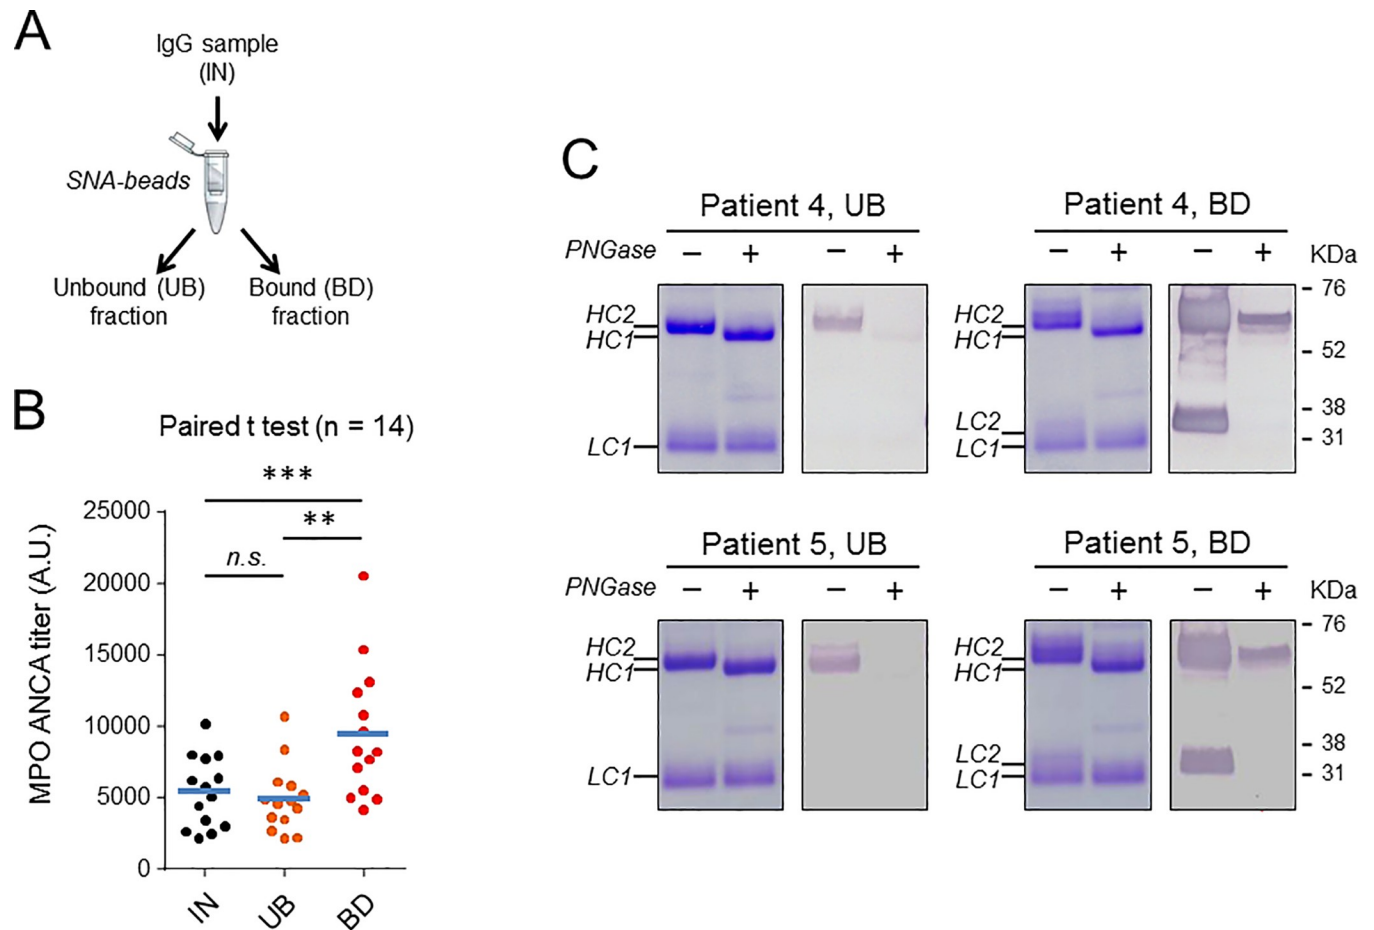 A
IgG sample
(IN)
SNA-beads
Unbound (UB)
fraction
Bound (BD)
fraction
B
Paired t test (n = 14)
***
**
n.s.
MPO ANCA titer (A.U.)
25000
20000
15000
10000
5000
0
IN
UB
BD
C
Patient 4, UB
PNGase
− + − +
HC2
HC1
LC1
Patient 4, BD
− + − + KDa
HC2
HC1
LC2
LC1
- 76
- 52
- 38
- 31
Patient 5, UB
PNGase
− + − +
HC2
HC1
LC1
Patient 5, BD
− + − + KDa
HC2
HC1
LC2
LC1
- 76
- 52
- 38
- 31